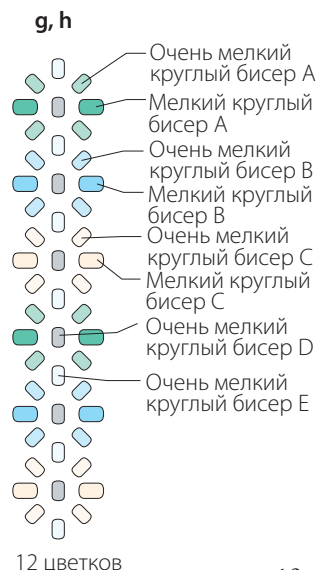 g, h
Очень мелкий
круглый бисер A
Мелкий круглый
бисер A
Очень мелкий
круглый бисер B
Мелкий круглый
бисер B
Очень мелкий
круглый бисер C
Мелкий круглый
бисер C
Очень мелкий
круглый бисер D
Очень мелкий
круглый бисер E
12 цветков